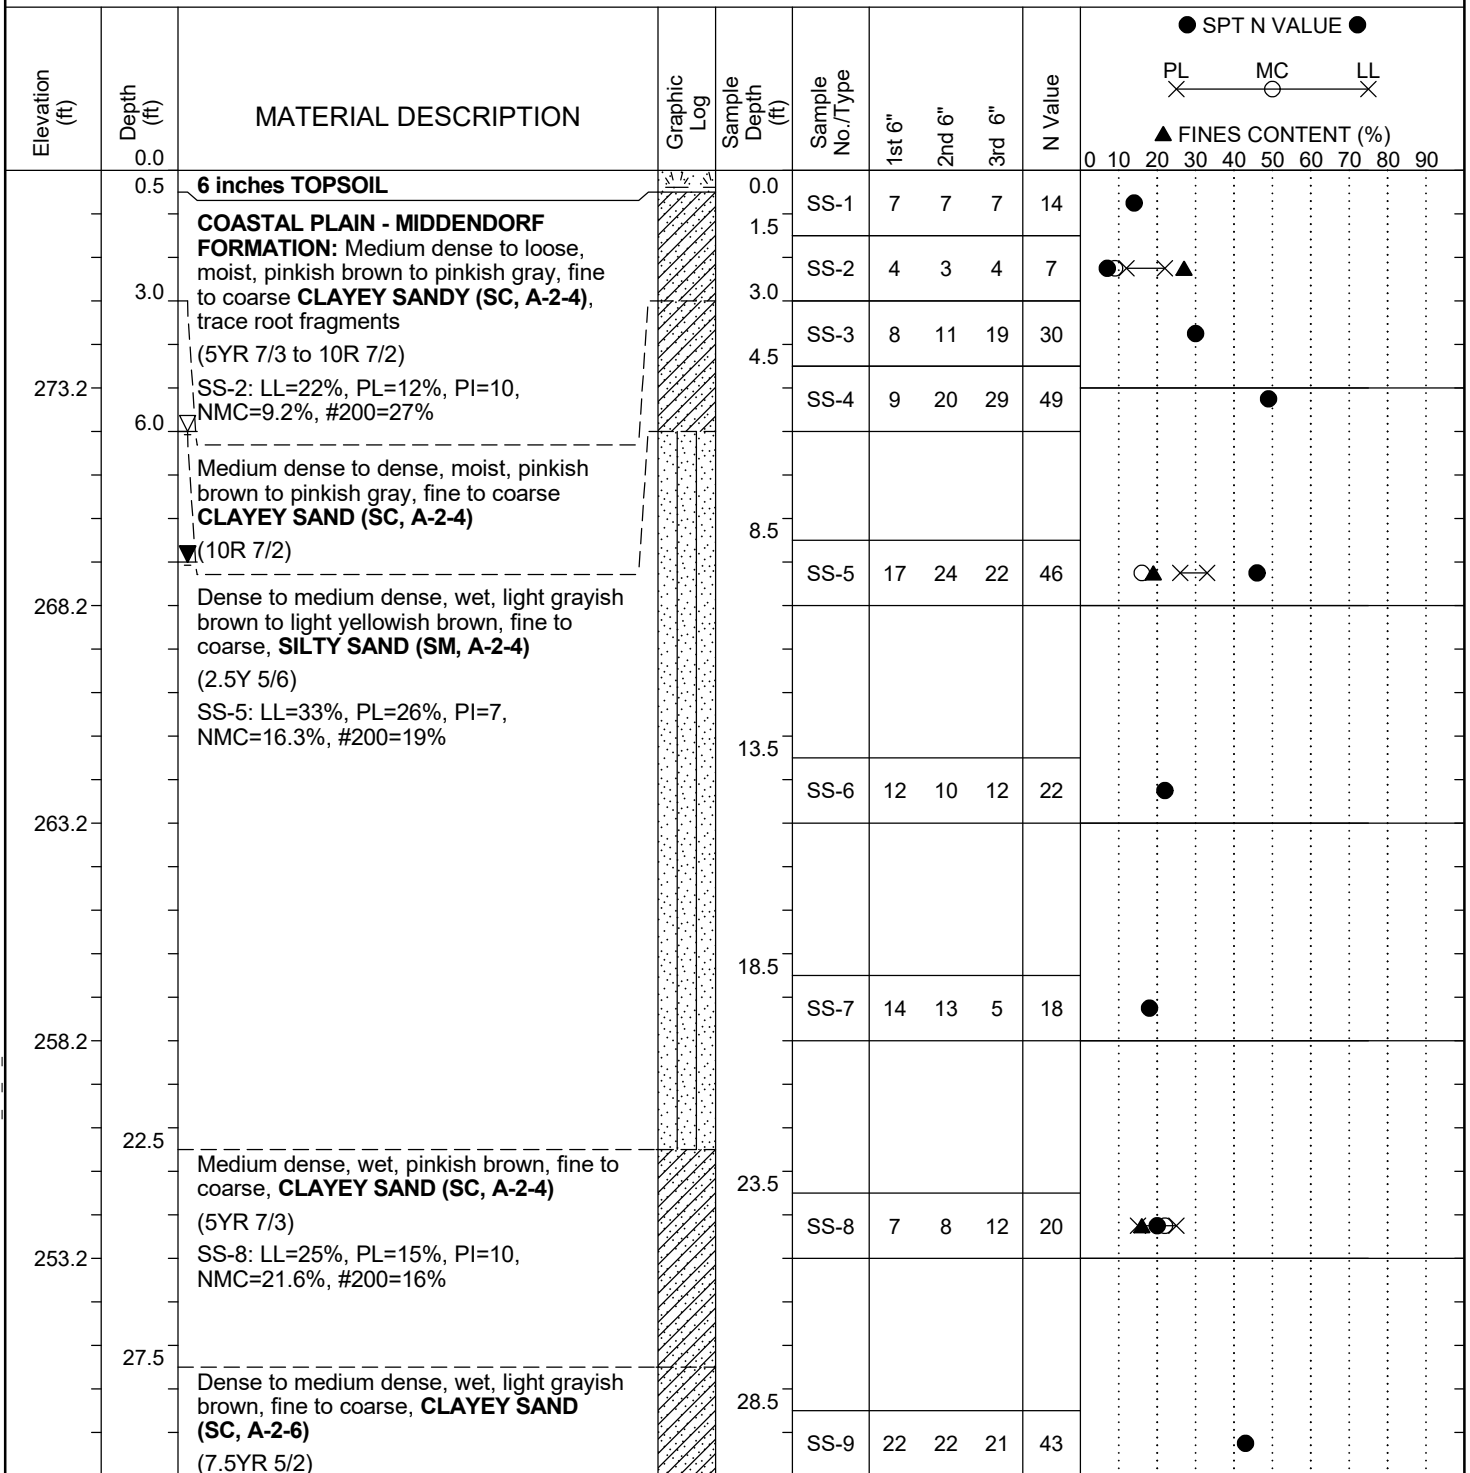 ● SPT N VALUE ●
PL MC LL
▲ FINES CONTENT (%)
0 10 20 30 40 50 60 70 80 90
Elevation (ft)
Depth (ft)
0.0
MATERIAL DESCRIPTION
Graphic Log
Sample Depth (ft)
Sample No./Type
1st 6"
2nd 6"
3rd 6"
N Value
0.5 6 inches TOPSOIL 0.0
SS-1 7 7 7 14
COASTAL PLAIN - MIDDENDORF 1.5
FORMATION: Medium dense to loose,
moist, pinkish brown to pinkish gray, fine SS-2 4 3 4 7
3.0 to coarse CLAYEY SANDY (SC, A-2-4), 3.0
trace root fragments SS-3 8 11 19 30
(5YR 7/3 to 10R 7/2) 4.5
273.2 SS-2: LL=22%, PL=12%, PI=10, SS-4 9 20 29 49
NMC=9.2%, #200=27%
6.0
Medium dense to dense, moist, pinkish
brown to pinkish gray, fine to coarse
CLAYEY SAND (SC, A-2-4) 8.5
(10R 7/2)
SS-5 17 24 22 46
268.2 Dense to medium dense, wet, light grayish
brown to light yellowish brown, fine to
coarse, SILTY SAND (SM, A-2-4)
(2.5Y 5/6)
SS-5: LL=33%, PL=26%, PI=7,
NMC=16.3%, #200=19% 13.5
SS-6 12 10 12 22
263.2
18.5
SS-7 14 13 5 18
258.2
22.5
Medium dense, wet, pinkish brown, fine to
coarse, CLAYEY SAND (SC, A-2-4) 23.5
(5YR 7/3) SS-8 7 8 12 20
253.2 SS-8: LL=25%, PL=15%, PI=10,
NMC=21.6%, #200=16%
27.5
Dense to medium dense, wet, light grayish
brown, fine to coarse, CLAYEY SAND 28.5
(SC, A-2-6)
SS-9 22 22 21 43
(7.5YR 5/2)